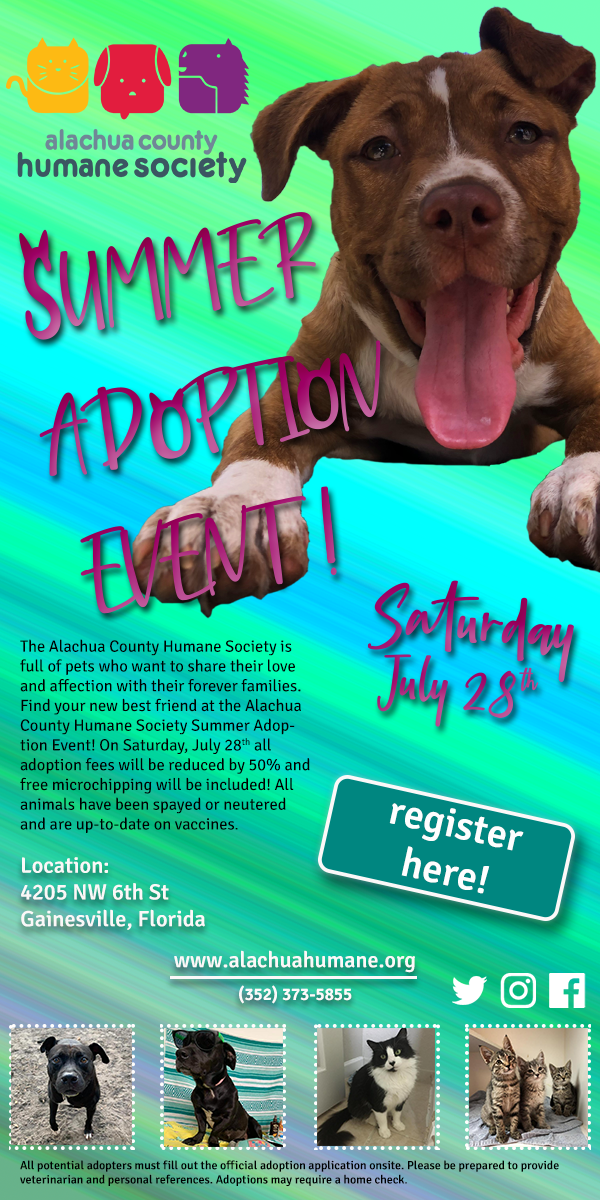 alachua county
humane society
SUMMER
ADOPTION
EVENT!
Saturday
July 28th
The Alachua County Humane Society is
full of pets who want to share their love
and affection with their forever families.
Find your new best friend at the Alachua
County Humane Society Summer Adop-
tion Event! On Saturday, July 28th all
adoption fees will be reduced by 50% and
free microchipping will be included! All
animals have been spayed or neutered
and are up-to-date on vaccines.
register
here!
Location:
4205 NW 6th St
Gainesville, Florida
www.alachuahumane.org
(352) 373-5855
All potential adopters must fill out the official adoption application onsite. Please be prepared to provide
veterinarian and personal references. Adoptions may require a home check.